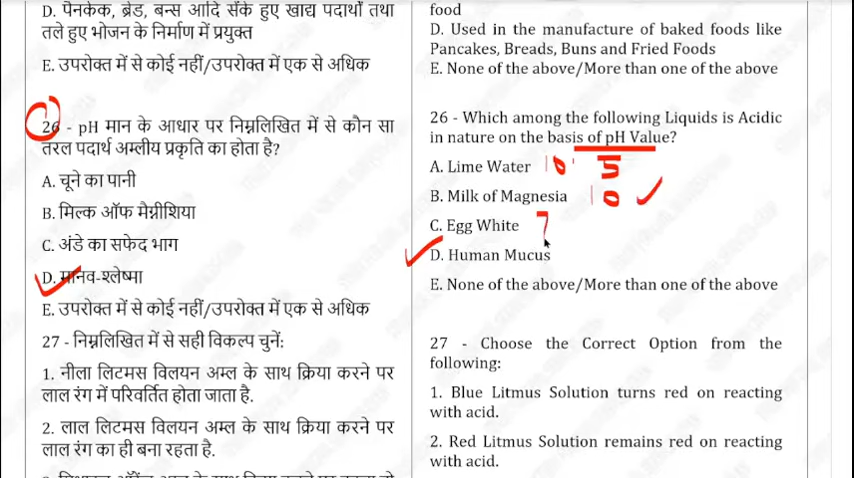 D. पैनकेक, ब्रेड, बन्स आदि सेंके हुए खाद्य पदार्थों तथा
तले हुए भोजन के निर्माण में प्रयुक्त
E. उपरोक्त में से कोई नहीं/उपरोक्त में एक से अधिक
26 - pH मान के आधार पर निम्नलिखित में से कौन सा
तरल पदार्थ अम्लीय प्रकृति का होता है?
A. चूने का पानी
B. मिल्क ऑफ मैग्नीशिया
C. अंडे का सफेद भाग
D. मानव-श्लेष्मा
E. उपरोक्त में से कोई नहीं/उपरोक्त में एक से अधिक
27 - निम्नलिखित में से सही विकल्प चुनें:
1. नीला लिटमस विलयन अम्ल के साथ क्रिया करने पर
लाल रंग में परिवर्तित होता जाता है.
2. लाल लिटमस विलयन अम्ल के साथ क्रिया करने पर
लाल रंग का ही बना रहता है.
food
D. Used in the manufacture of baked foods like
Pancakes, Breads, Buns and Fried Foods
E. None of the above/More than one of the above
26 - Which among the following Liquids is Acidic
in nature on the basis of pH Value?
A. Lime Water 10 5
B. Milk of Magnesia 10
C. Egg White 7
D. Human Mucus
E. None of the above/More than one of the above
27 - Choose the Correct Option from the
following:
1. Blue Litmus Solution turns red on reacting
with acid.
2. Red Litmus Solution remains red on reacting
with acid.